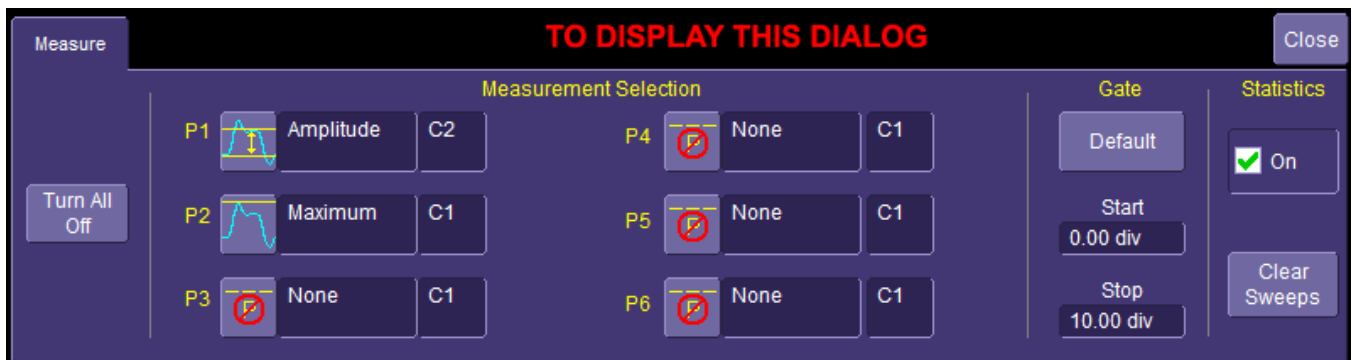 Measure
TO DISPLAY THIS DIALOG
Close
Measurement Selection
Gate
Statistics
P1 Amplitude C2
P4 None C1
Default
On
Turn All
Off
P2 Maximum C1
P5 None C1
Start
0.00 div
P3 None C1
P6 None C1
Stop
10.00 div
Clear
Sweeps